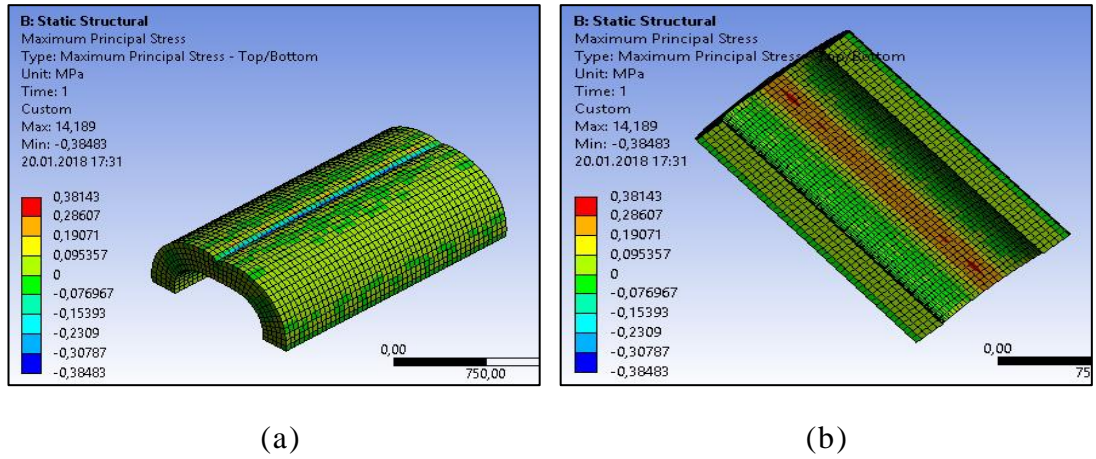 B: Static Structural
Maximum Principal Stress
Type: Maximum Principal Stress - Top/Bottom
Unit: MPa
Time: 1
Custom
Max: 14,189
Min: -0,38483
20.01.2018 17:31
0,38143
0,28607
0,19071
0,095357
0
-0,076967
-0,15393
-0,2309
-0,30787
-0,38483
0,00
750,00
B: Static Structural
Maximum Principal Stress
Type: Maximum Principal Stress - Top/Bottom
Unit: MPa
Time: 1
Custom
Max: 14,189
Min: -0,38483
20.01.2018 17:31
0,38143
0,28607
0,19071
0,095357
0
-0,076967
-0,15393
-0,2309
-0,30787
-0,38483
0,00
75
(a)
(b)